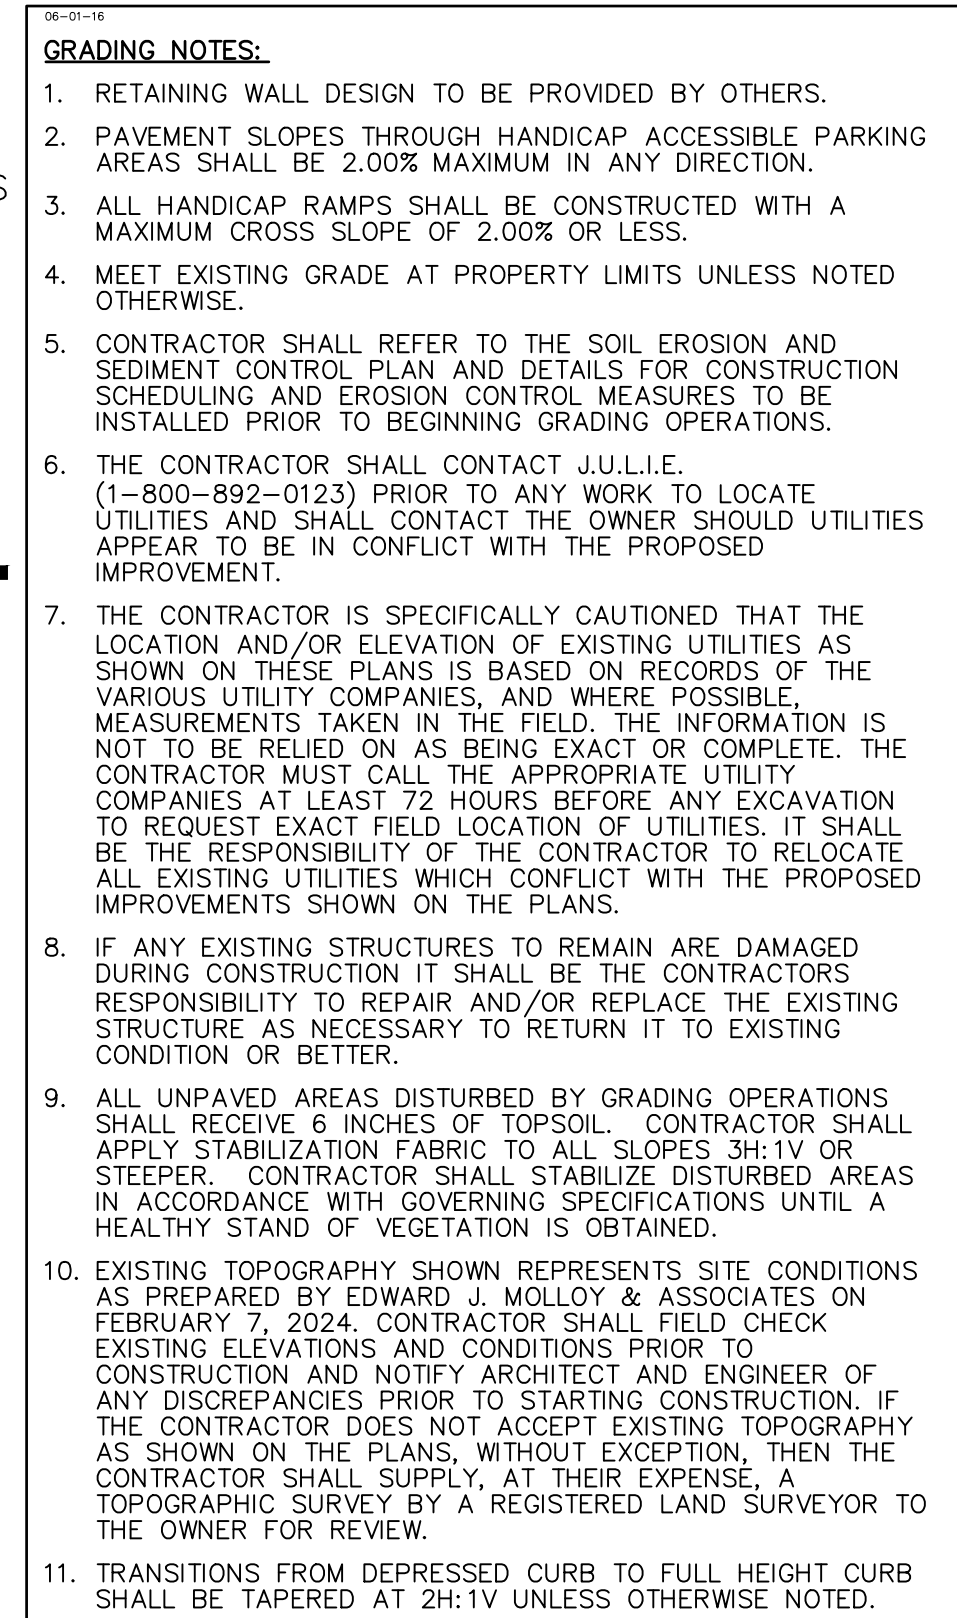 06-01-16
GRADING NOTES:
1. RETAINING WALL DESIGN TO BE PROVIDED BY OTHERS.
2. PAVEMENT SLOPES THROUGH HANDICAP ACCESSIBLE PARKING
AREAS SHALL BE 2.00% MAXIMUM IN ANY DIRECTION.
S
3. ALL HANDICAP RAMPS SHALL BE CONSTRUCTED WITH A
MAXIMUM CROSS SLOPE OF 2.00% OR LESS.
4. MEET EXISTING GRADE AT PROPERTY LIMITS UNLESS NOTED
OTHERWISE.
5. CONTRACTOR SHALL REFER TO THE SOIL EROSION AND
SEDIMENT CONTROL PLAN AND DETAILS FOR CONSTRUCTION
SCHEDULING AND EROSION CONTROL MEASURES TO BE
INSTALLED PRIOR TO BEGINNING GRADING OPERATIONS.
6. THE CONTRACTOR SHALL CONTACT J.U.L.I.E.
(1-800-892-0123) PRIOR TO ANY WORK TO LOCATE
UTILITIES AND SHALL CONTACT THE OWNER SHOULD UTILITIES
APPEAR TO BE IN CONFLICT WITH THE PROPOSED
IMPROVEMENT.
7. THE CONTRACTOR IS SPECIFICALLY CAUTIONED THAT THE
LOCATION AND/OR ELEVATION OF EXISTING UTILITIES AS
SHOWN ON THESE PLANS IS BASED ON RECORDS OF THE
VARIOUS UTILITY COMPANIES, AND WHERE POSSIBLE,
MEASUREMENTS TAKEN IN THE FIELD. THE INFORMATION IS
NOT TO BE RELIED ON AS BEING EXACT OR COMPLETE. THE
CONTRACTOR MUST CALL THE APPROPRIATE UTILITY
COMPANIES AT LEAST 72 HOURS BEFORE ANY EXCAVATION
TO REQUEST EXACT FIELD LOCATION OF UTILITIES. IT SHALL
BE THE RESPONSIBILITY OF THE CONTRACTOR TO RELOCATE
ALL EXISTING UTILITIES WHICH CONFLICT WITH THE PROPOSED
IMPROVEMENTS SHOWN ON THE PLANS.
8. IF ANY EXISTING STRUCTURES TO REMAIN ARE DAMAGED
DURING CONSTRUCTION IT SHALL BE THE CONTRACTORS
RESPONSIBILITY TO REPAIR AND/OR REPLACE THE EXISTING
STRUCTURE AS NECESSARY TO RETURN IT TO EXISTING
CONDITION OR BETTER.
9. ALL UNPAVED AREAS DISTURBED BY GRADING OPERATIONS
SHALL RECEIVE 6 INCHES OF TOPSOIL. CONTRACTOR SHALL
APPLY STABILIZATION FABRIC TO ALL SLOPES 3H:1V OR
STEEPER. CONTRACTOR SHALL STABILIZE DISTURBED AREAS
IN ACCORDANCE WITH GOVERNING SPECIFICATIONS UNTIL A
HEALTHY STAND OF VEGETATION IS OBTAINED.
10. EXISTING TOPOGRAPHY SHOWN REPRESENTS SITE CONDITIONS
AS PREPARED BY EDWARD J. MOLLOY & ASSOCIATES ON
FEBRUARY 7, 2024. CONTRACTOR SHALL FIELD CHECK
EXISTING ELEVATIONS AND CONDITIONS PRIOR TO
CONSTRUCTION AND NOTIFY ARCHITECT AND ENGINEER OF
ANY DISCREPANCIES PRIOR TO STARTING CONSTRUCTION. IF
THE CONTRACTOR DOES NOT ACCEPT EXISTING TOPOGRAPHY
AS SHOWN ON THE PLANS, WITHOUT EXCEPTION, THEN THE
CONTRACTOR SHALL SUPPLY, AT THEIR EXPENSE, A
TOPOGRAPHIC SURVEY BY A REGISTERED LAND SURVEYOR TO
THE OWNER FOR REVIEW.
11. TRANSITIONS FROM DEPRESSED CURB TO FULL HEIGHT CURB
SHALL BE TAPERED AT 2H:1V UNLESS OTHERWISE NOTED.